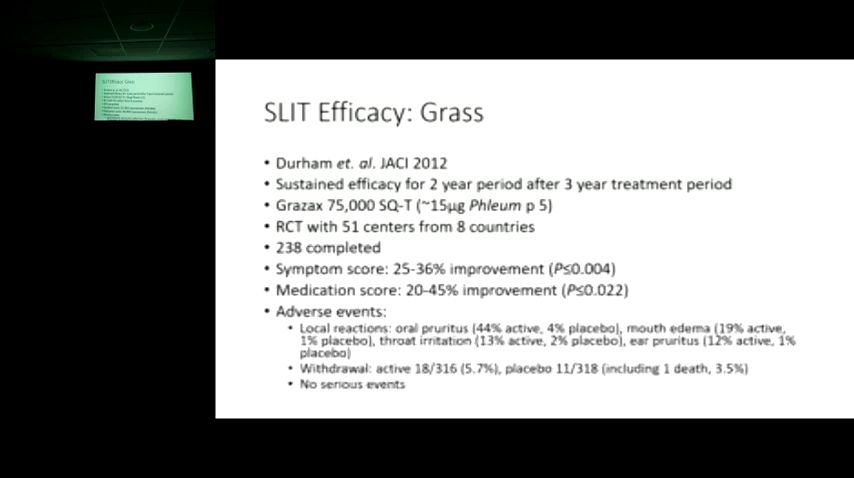 SLIT Efficacy: Grass
• Durham et. al. JACI 2012
• Sustained efficacy for 2 year period after 3 year treatment period
• Grazax 75,000 SQ-T (~15µg Phleum p 5)
• RCT with 51 centers from 8 countries
• 238 completed
• Symptom score: 25-36% improvement (P≤0.004)
• Medication score: 20-45% improvement (P≤0.022)
• Adverse events:
• Local reactions: oral pruritus (44% active, 4% placebo), mouth edema (19% active,
1% placebo), throat irritation (13% active, 2% placebo), ear pruritus (12% active, 1%
placebo)
• Withdrawal: active 18/316 (5.7%), placebo 11/318 (including 1 death, 3.5%)
• No serious events